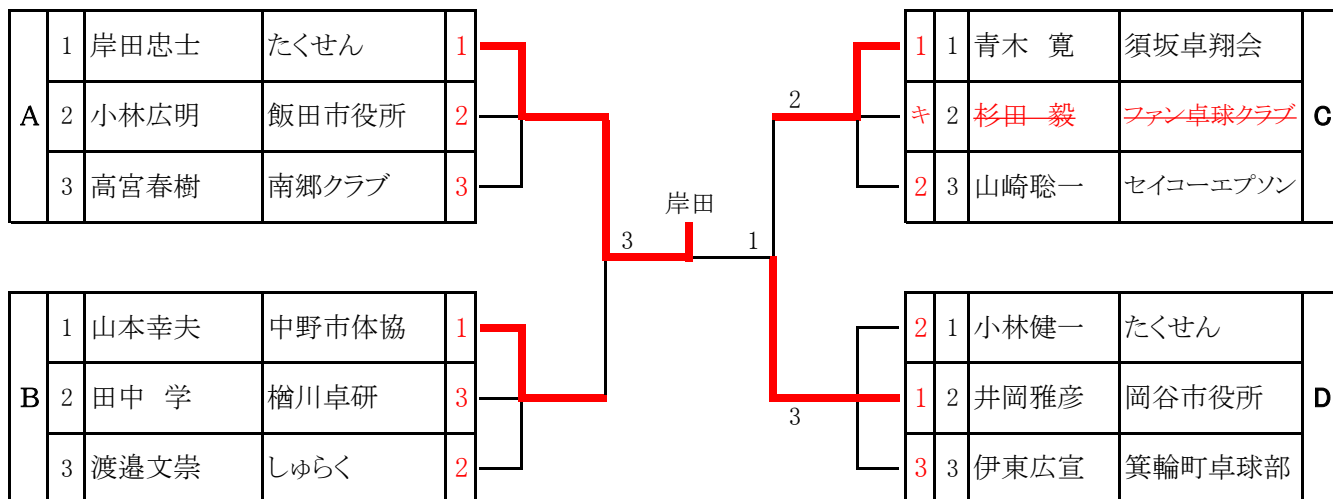 A
1 岸田忠士 たくせん 1
2 小林広明 飯田市役所 2
3 高宮春樹 南郷クラブ 3
B
1 山本幸夫 中野市体協 1
2 田中 学 楢川卓研 3
3 渡邉文崇 しゅらく 2
岸田
3 1
2
3
C
1 1 青木 寛 須坂卓翔会
キ 2 杉田 毅 ファン卓球クラブ
2 3 山崎聡一 セイコーエプソン
D
2 1 小林健一 たくせん
1 2 井岡雅彦 岡谷市役所
3 3 伊東広宣 箕輪町卓球部